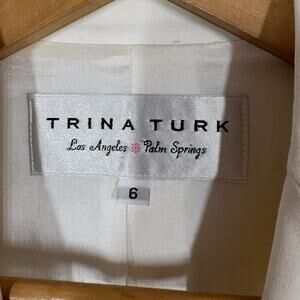 TRINA TURK
Los Angeles Palm Springs
6